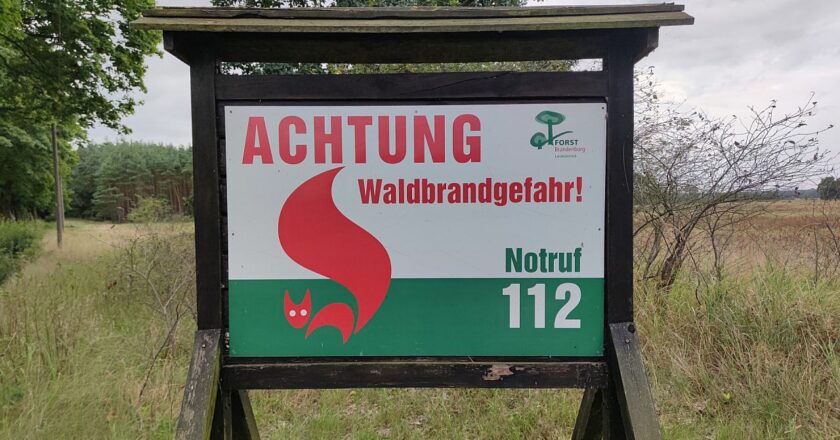 ACHTUNG
FORST
Brandenburg
Waldbrandgefahr!
Notruf
112